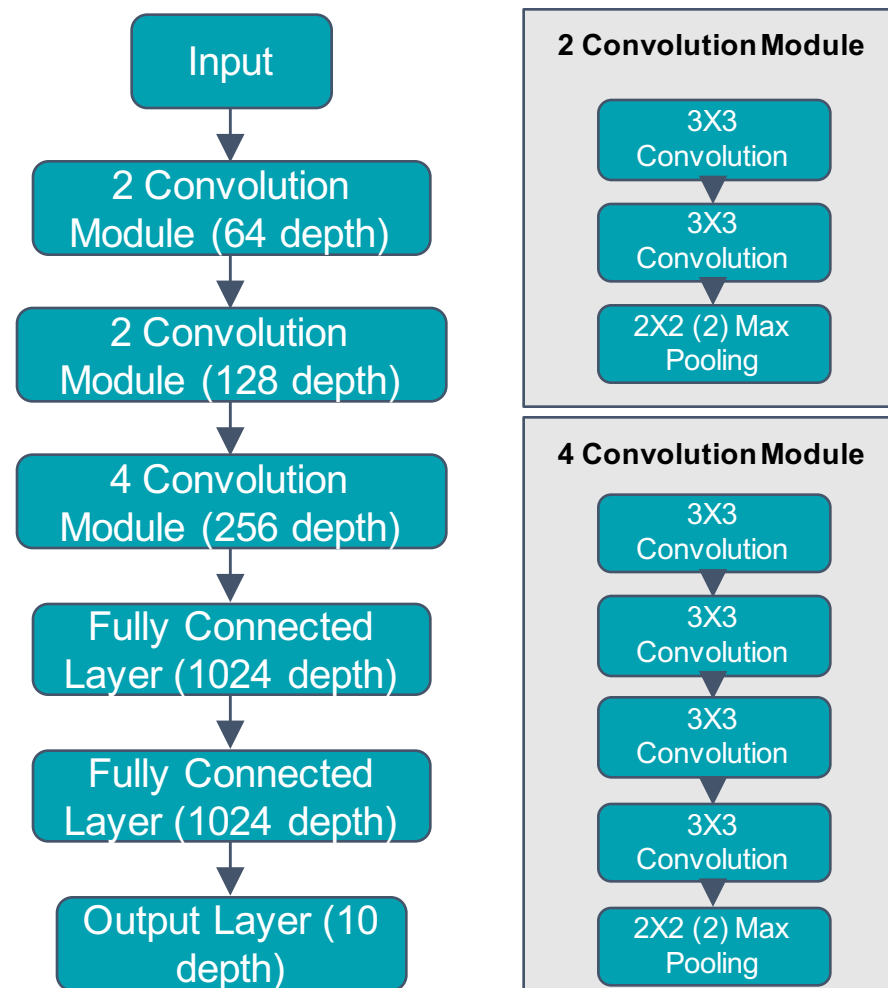 Input
2 Convolution
Module (64 depth)
2 Convolution
Module (128 depth)
4 Convolution
Module (256 depth)
Fully Connected
Layer (1024 depth)
Fully Connected
Layer (1024 depth)
Output Layer (10
depth)
2 Convolution Module
3X3
Convolution
3X3
Convolution
2X2 (2) Max
Pooling
4 Convolution Module
3X3
Convolution
3X3
Convolution
3X3
Convolution
3X3
Convolution
2X2 (2) Max
Pooling